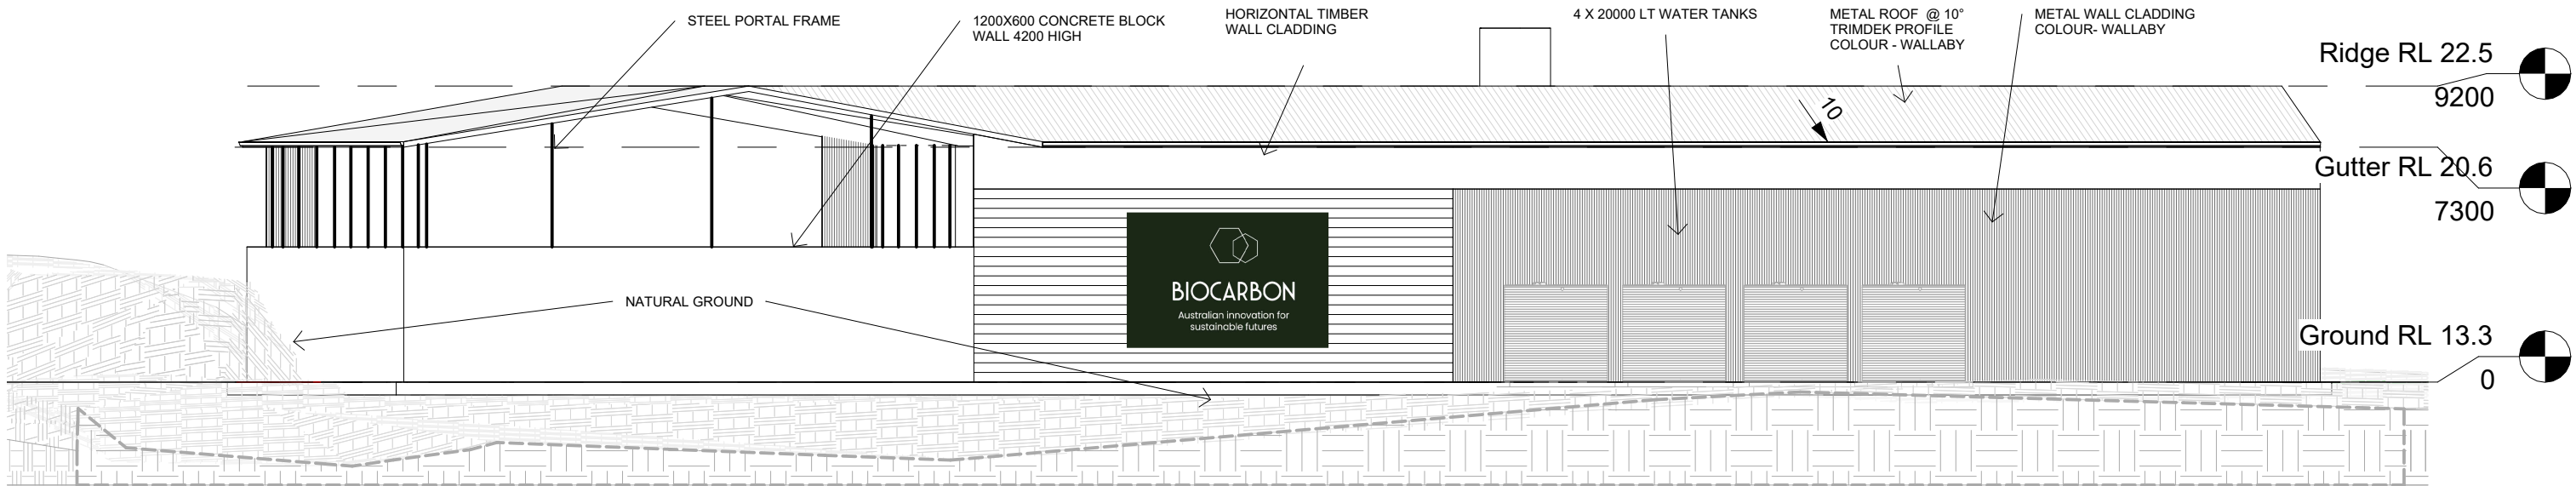 STEEL PORTAL FRAME
1200X600 CONCRETE BLOCK
WALL 4200 HIGH
HORIZONTAL TIMBER
WALL CLADDING
4 X 20000 LT WATER TANKS
METAL ROOF @ 10°
TRIMDEK PROFILE
COLOUR - WALLABY
METAL WALL CLADDING
COLOUR- WALLABY
Ridge RL 22.5
9200
10
Gutter RL 20.6
7300
BIOCARBON
Australian innovation for
sustainable futures
NATURAL GROUND
Ground RL 13.3
0